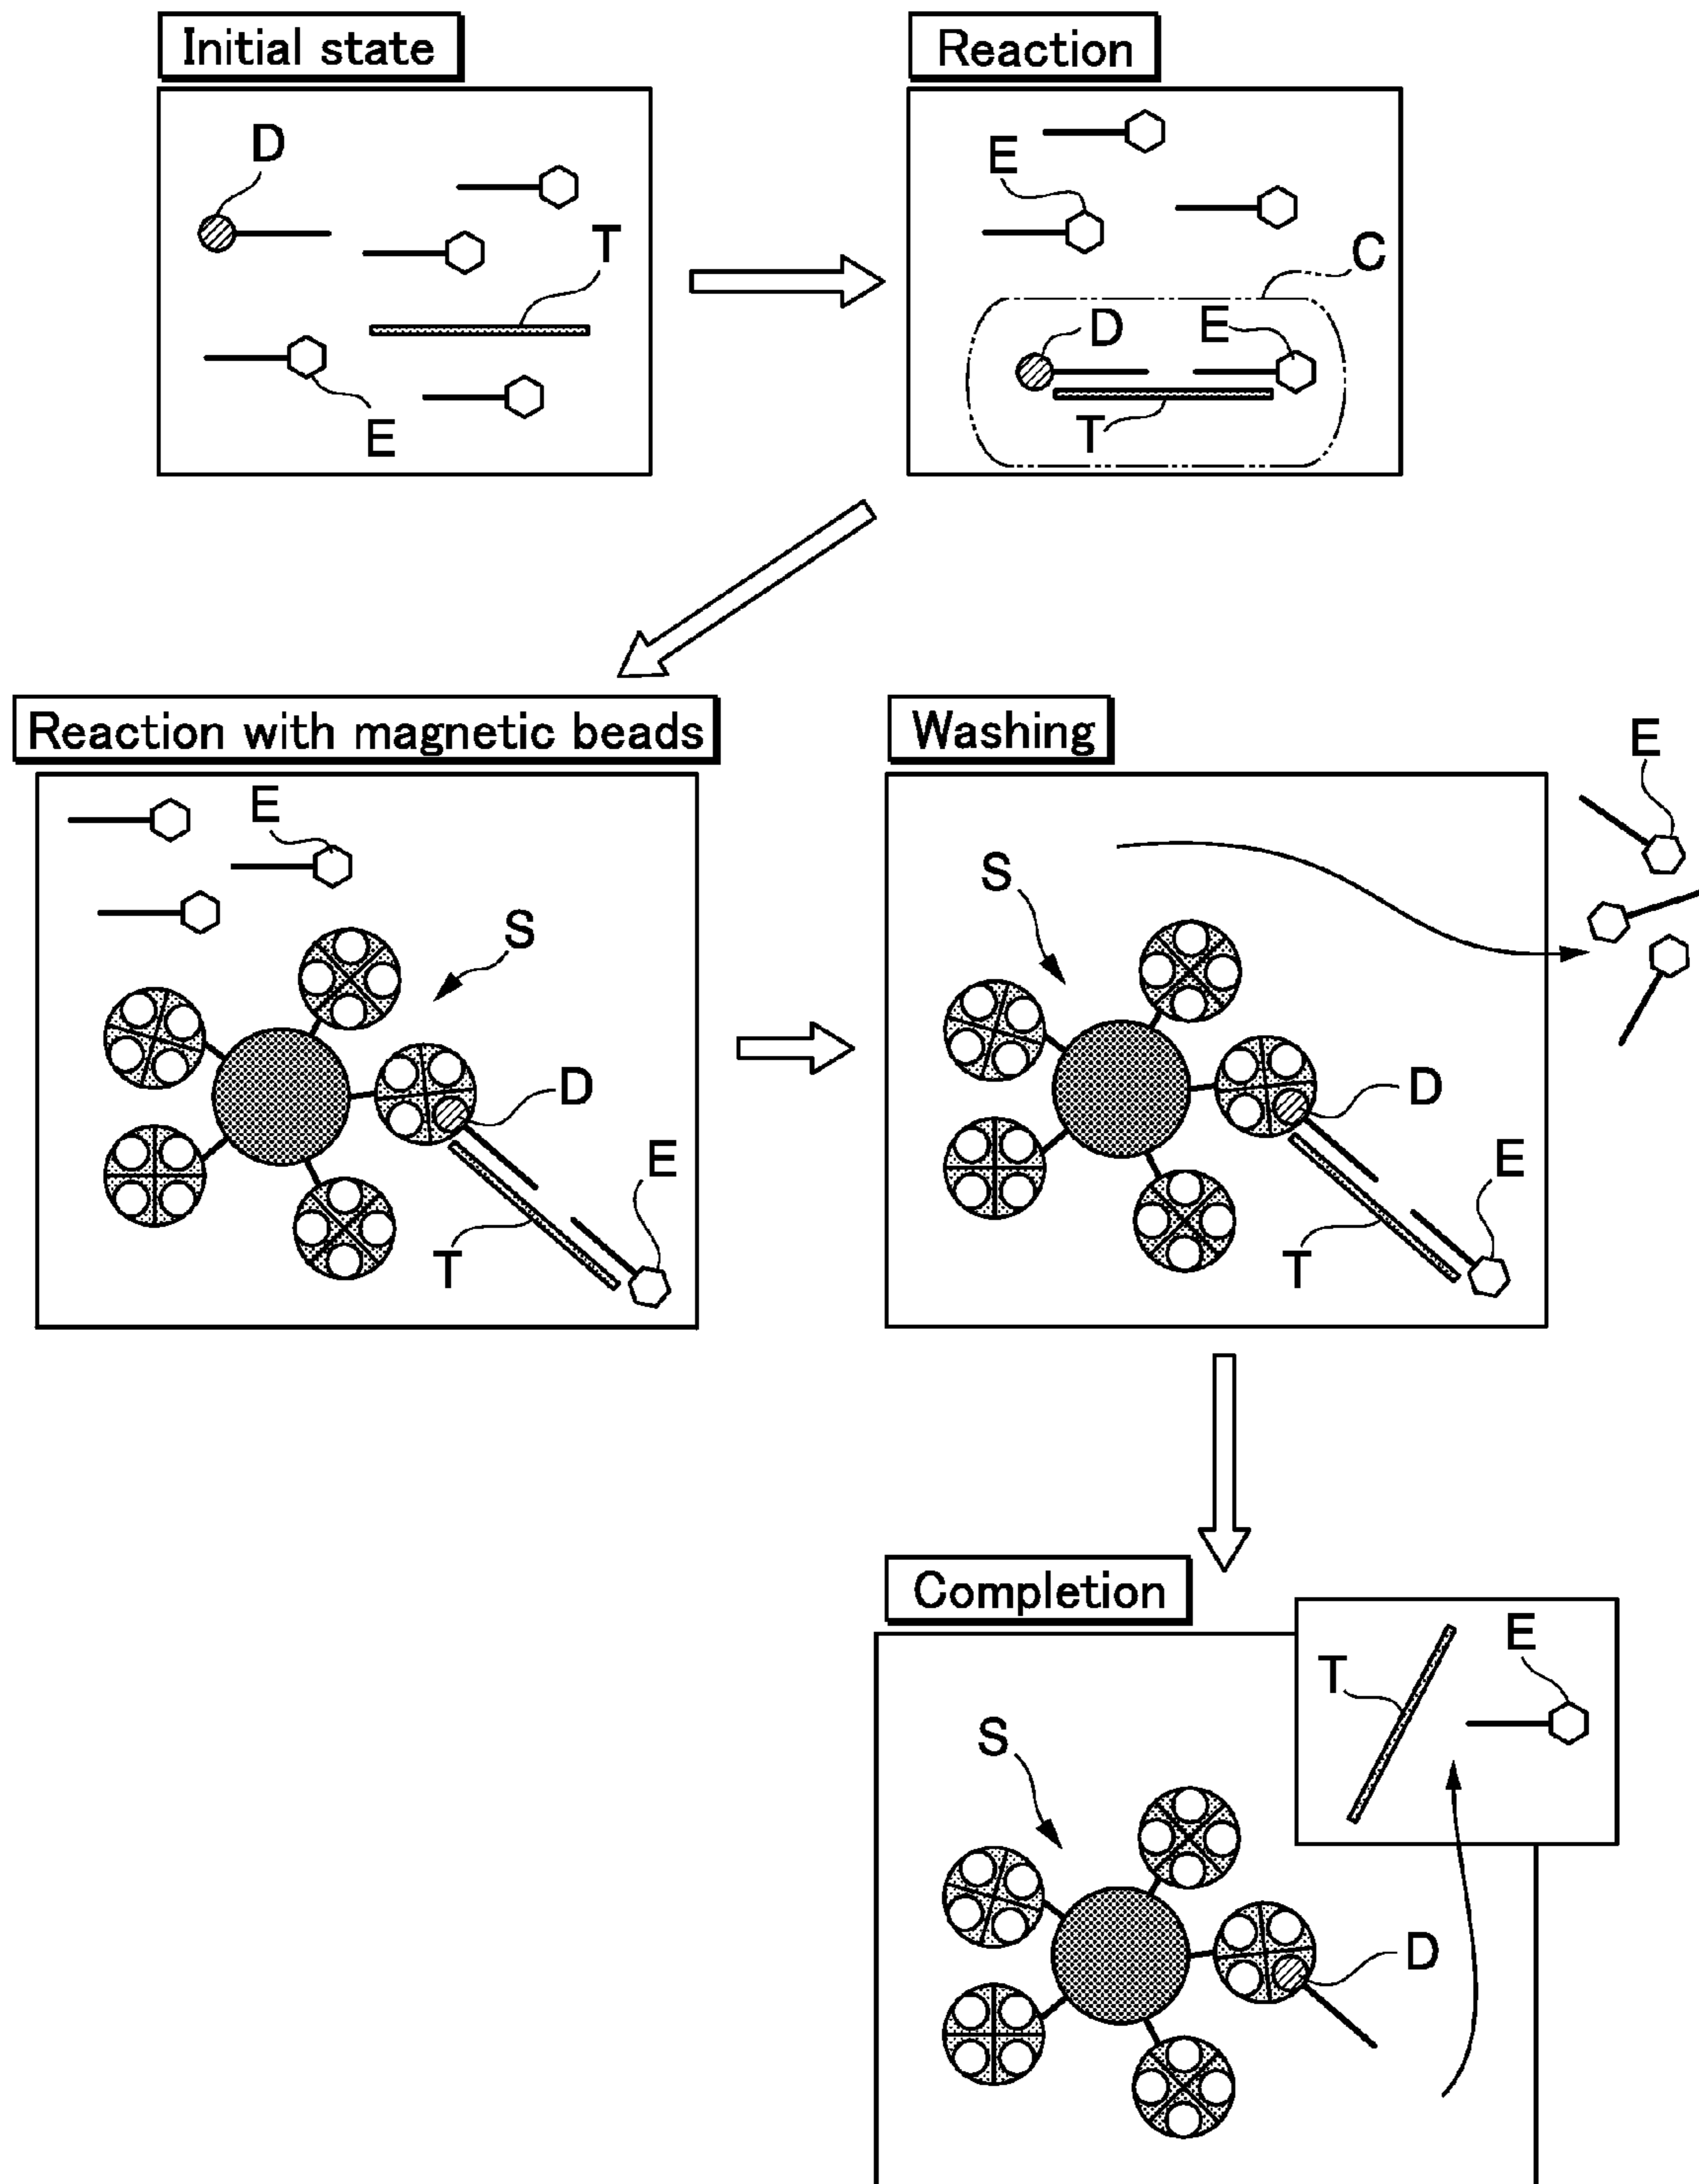 Initial state
D
T
E
Reaction
E
C
D
E
T
Reaction with magnetic beads
E
S
D
E
T
Washing
E
S
D
E
T
Completion
E
T
S
D